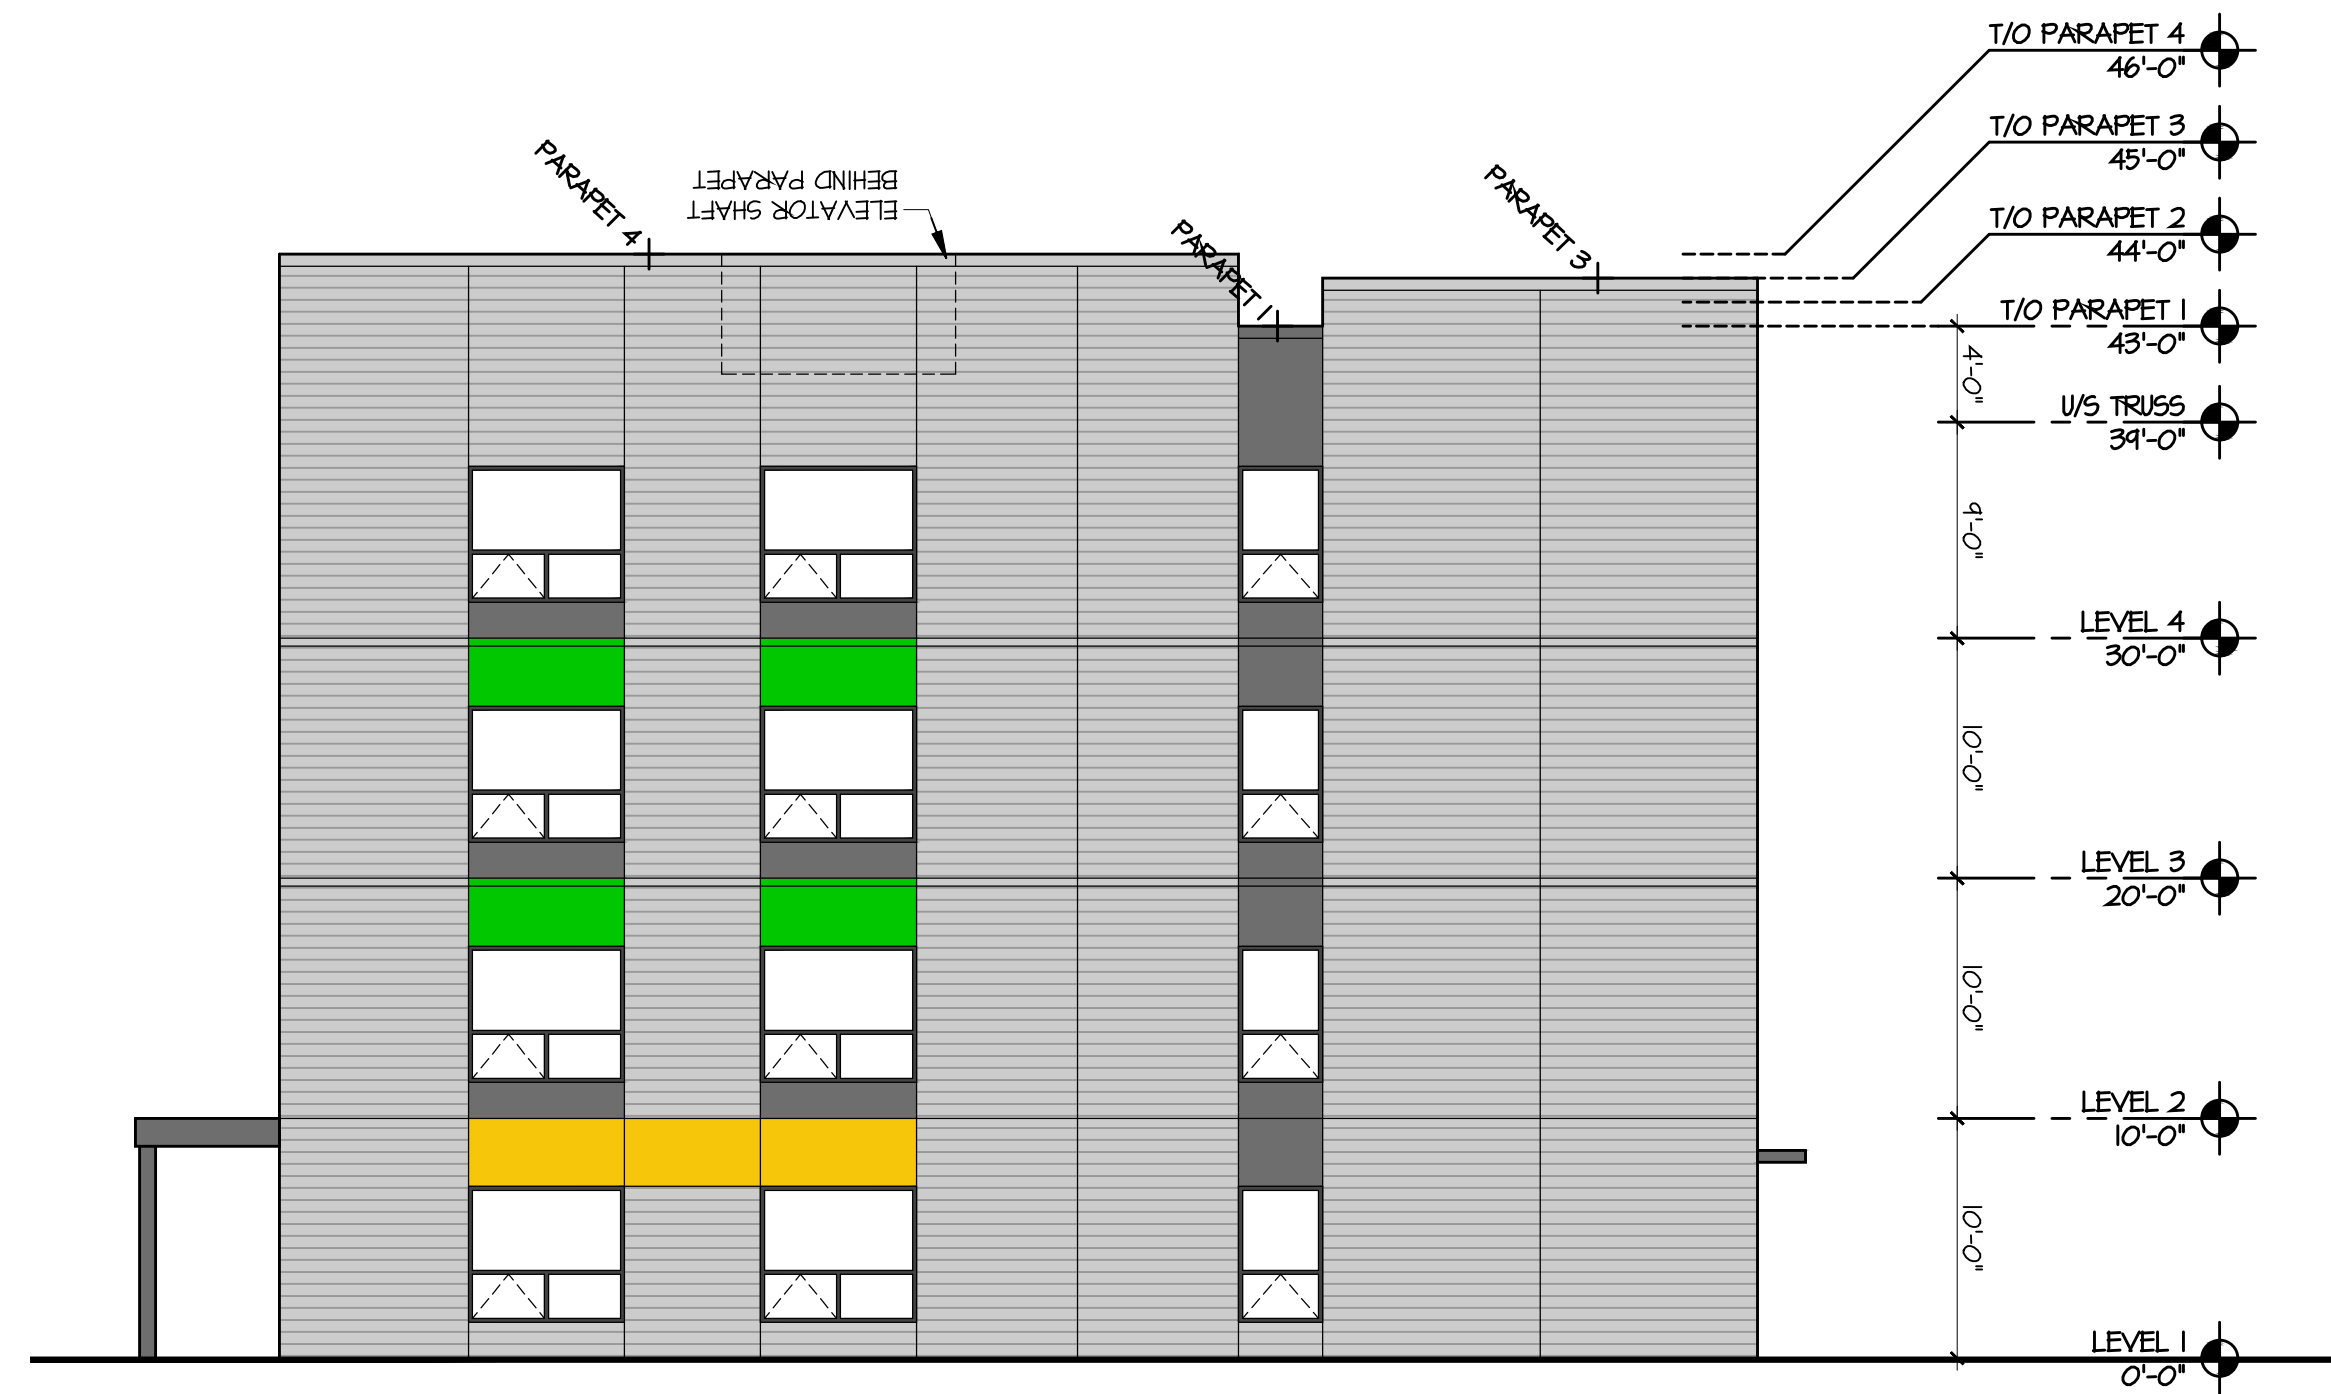 T/O PARAPET 4
46'-0"
T/O PARAPET 3
45'-0"
T/O PARAPET 2
44'-0"
T/O PARAPET 1
43'-0"
U/S TRUSS
39'-0"
LEVEL 4
30'-0"
LEVEL 3
20'-0"
LEVEL 2
10'-0"
LEVEL 1
0'-0"
4'-0"
9'-0"
10'-0"
10'-0"
10'-0"
PARAPET 4
ELEVATOR SHAFT
BEHIND PARAPET
PARAPET 1
PARAPET 3